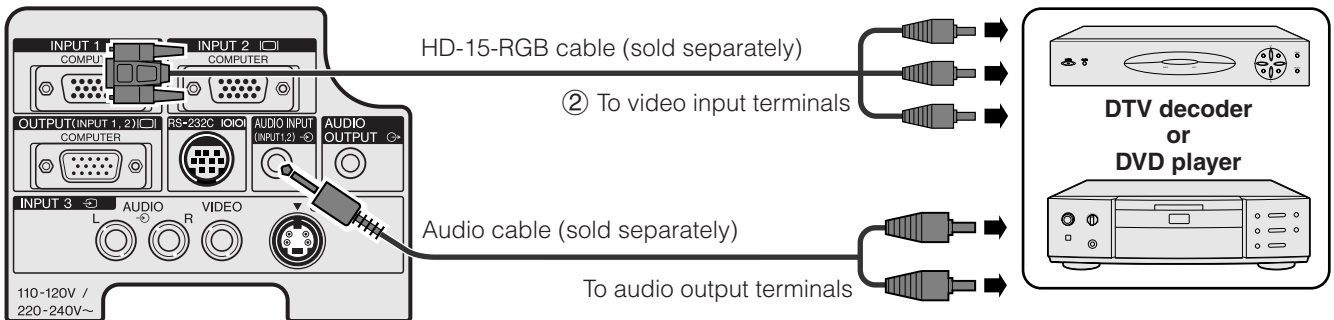 INPUT 1
INPUT 2
COMPUTER
HD-15-RGB cable (sold separately)
② To video input terminals
DTV decoder
or
DVD player
OUTPUT(INPUT 1, 2)
COMPUTER
RS-232C IOIOI
AUDIO INPUT
(INPUT1,2)
AUDIO
OUTPUT
INPUT 3
L AUDIO R
VIDEO
Audio cable (sold separately)
To audio output terminals
110-120V /
220-240V~